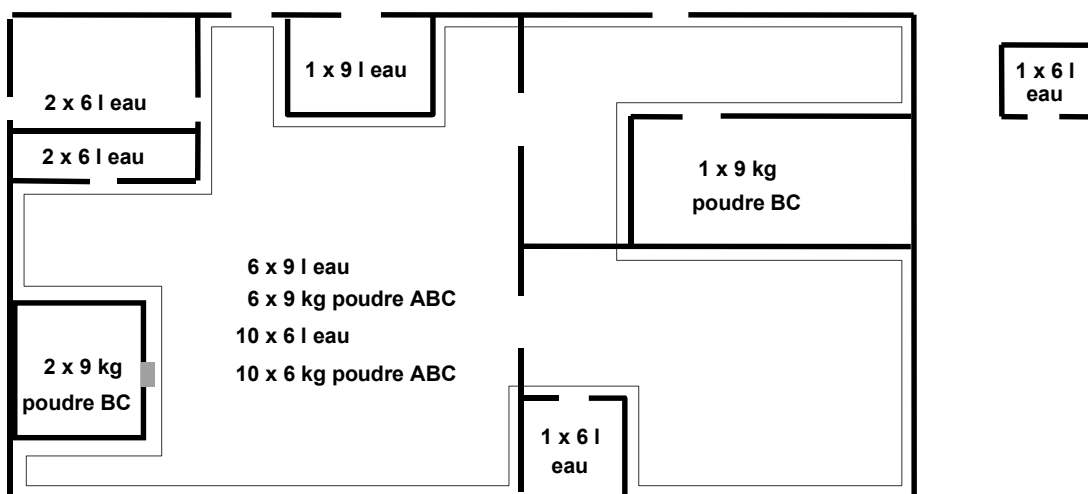 1 x 9 l eau
1 x 6 l
eau
2 x 6 l eau
2 x 6 l eau
1 x 9 kg
poudre BC
6 x 9 l eau
6 x 9 kg poudre ABC
10 x 6 l eau
10 x 6 kg poudre ABC
2 x 9 kg
poudre BC
1 x 6 l
eau